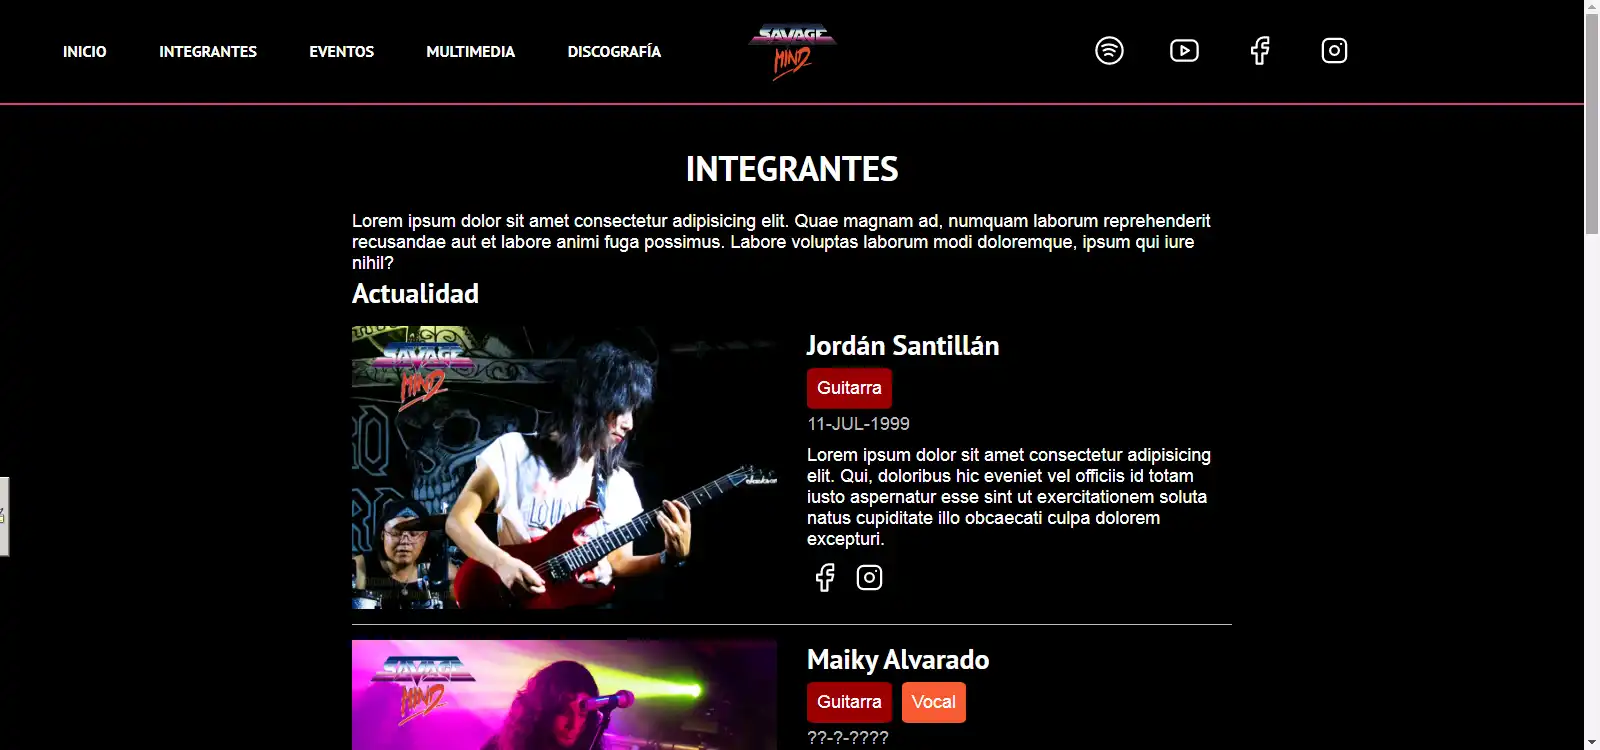 INICIO
INTEGRANTES
EVENTOS
MULTIMEDIA
DISCOGRAFÍA
SAVAGE
MIND
INTEGRANTES
Lorem ipsum dolor sit amet consectetur adipisicing elit. Quae magnam ad, numquam laborum reprehenderit
recusandae aut et labore animi fuga possimus. Labore voluptas laborum modi doloremque, ipsum qui iure
nihil?
Actualidad
SAVAGE
MIND
Jordán Santillán
Guitarra
11-JUL-1999
Lorem ipsum dolor sit amet consectetur adipisicing
elit. Qui, doloribus hic eveniet vel officiis id totam
iusto aspernatur esse sint ut exercitationem soluta
natus cupiditate illo obcaecati culpa dolorem
excepturi.
SAVAGE
MIND
Maiky Alvarado
Guitarra
Vocal
??-?-????